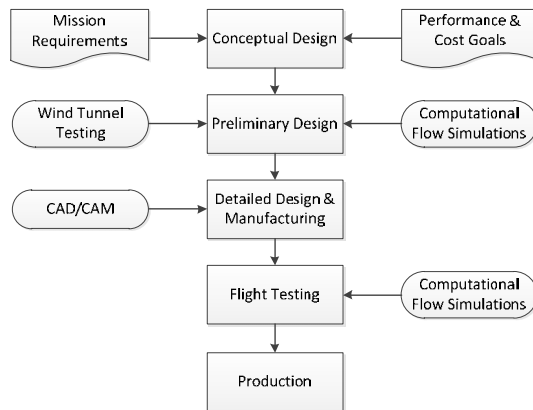 Mission
Requirements
Conceptual Design
Performance &
Cost Goals
Wind Tunnel
Testing
Preliminary Design
Computational
Flow Simulations
CAD/CAM
Detailed Design &
Manufacturing
Flight Testing
Computational
Flow Simulations
Production